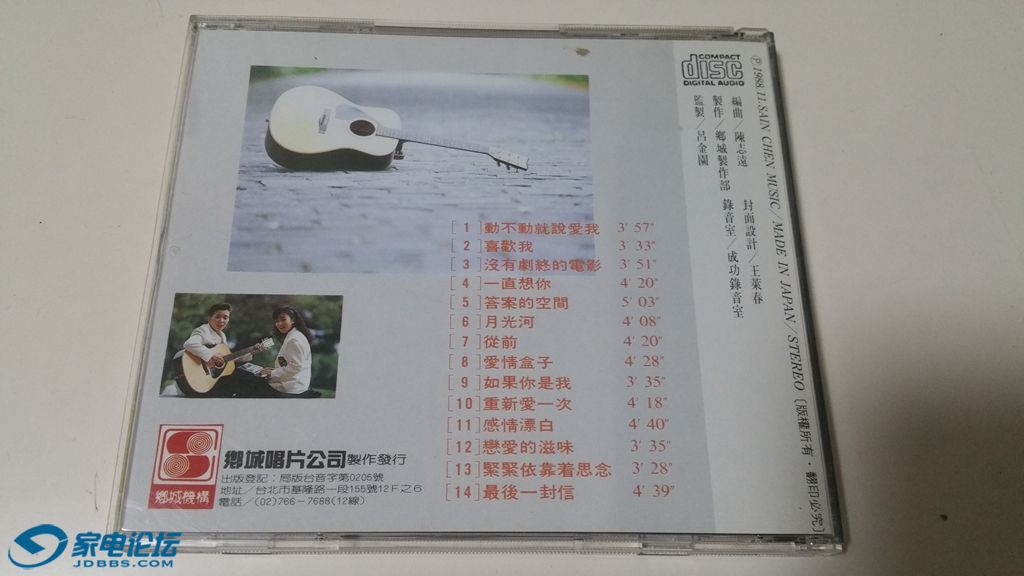 COMPACT
disc
DIGITAL AUDIO
Ⓟ1988.11.SAIN CHEN MUSIC/MADE IN JAPAN/STEREO〔版權所有・翻印必究〕
編曲／陳志遠 封面設計／王萊春
製作／鄉城製作部 錄音室／成功錄音室
監製／呂金園
[1]動不動就說愛我 3' 57"
[2]喜歡我 3' 33"
[3]沒有劇終的電影 3' 51"
[4]一直想你 4' 20"
[5]答案的空間 5' 03"
[6]月光河 4' 08"
[7]從前 4' 20"
[8]愛情盒子 4' 28"
[9]如果你是我 3' 35"
[10]重新愛一次 4' 18"
[11]感情漂白 4' 40"
[12]戀愛的滋味 3' 35"
[13]緊緊依靠着思念 3' 28"
[14]最後一封信 4' 39"
鄉城機構
鄉城唱片公司製作發行
出版登記：局版台音字第0205號
地址／台北市基隆路一段155號12F之6
電話／(02)766-7688(12線)
家电论坛
JDBBS.COM